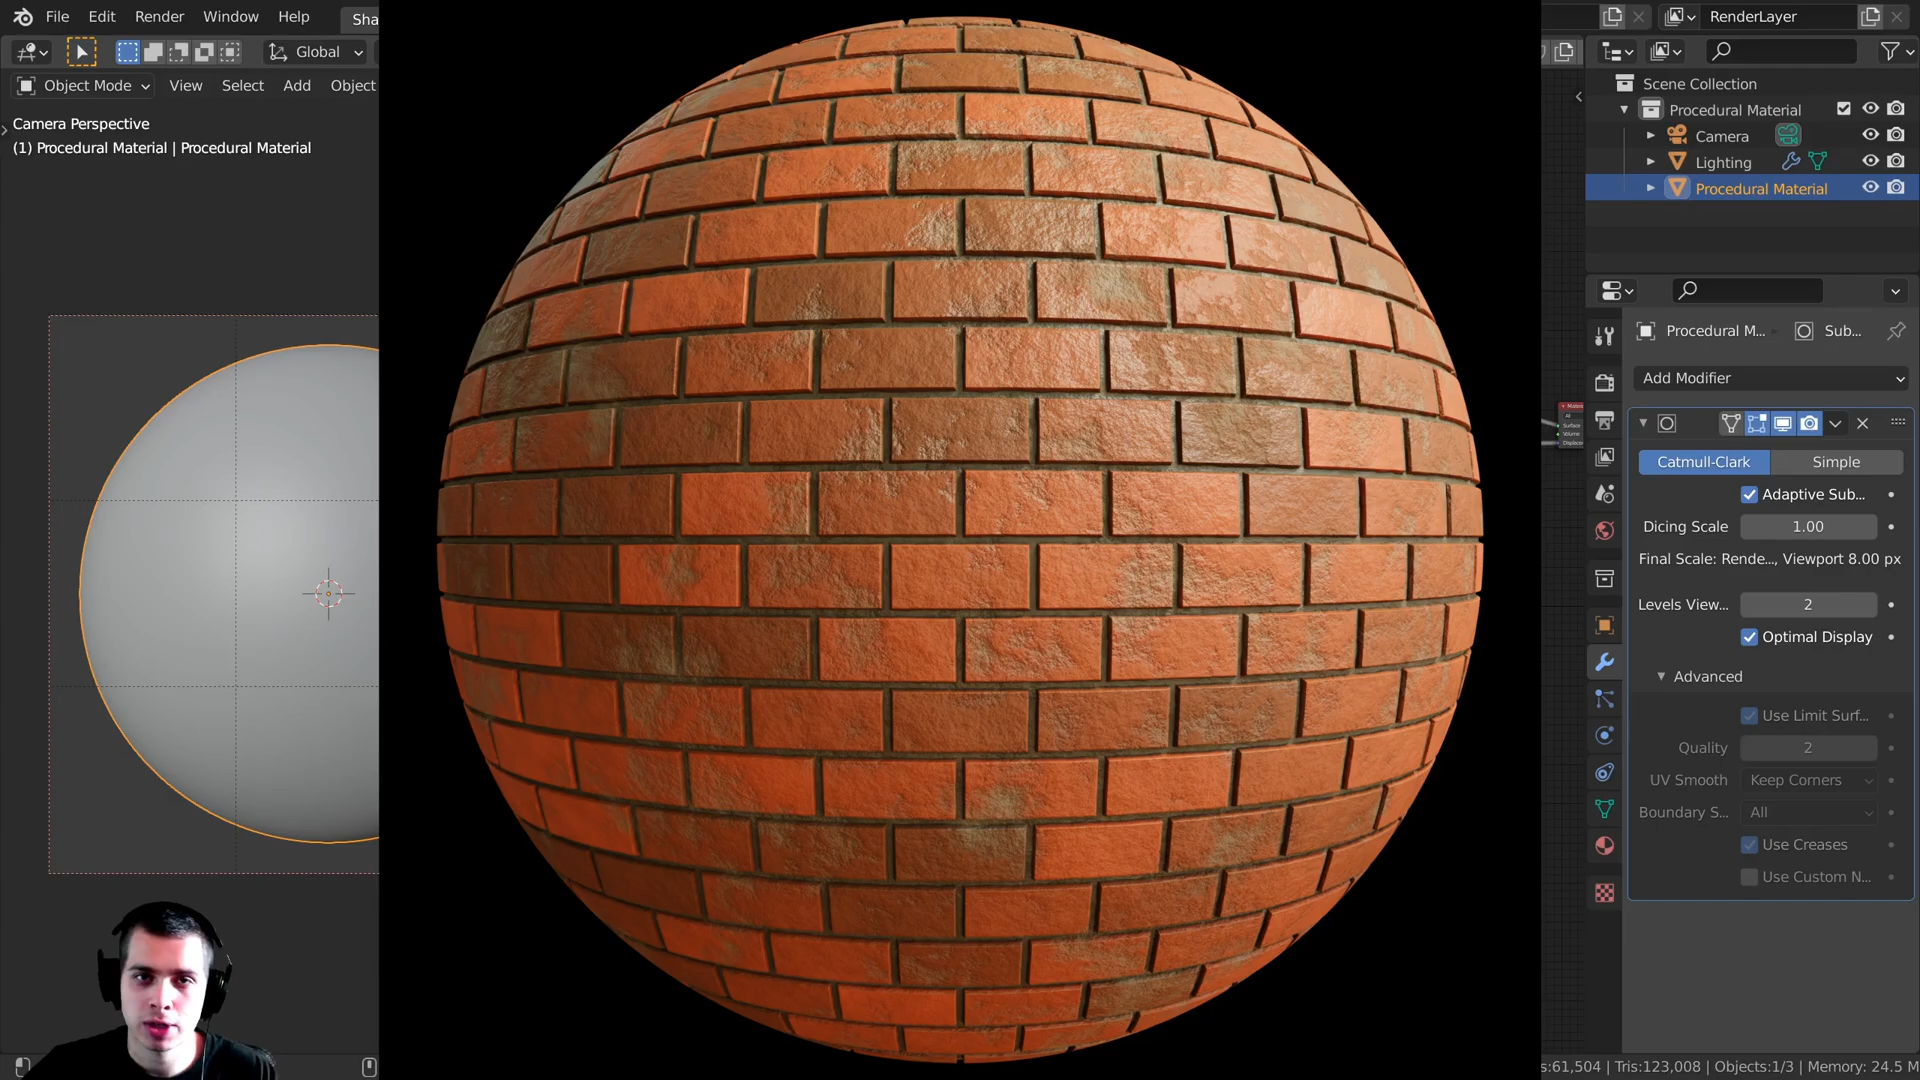 File Edit Render Window Help Sha
RenderLayer
Global
Object Mode View Select Add Object
Camera Perspective
(1) Procedural Material | Procedural Material
Scene Collection
Procedural Material
Camera
Lighting
Procedural Material
Procedural M... Sub...
Add Modifier
Catmull-Clark Simple
Adaptive Sub...
Dicing Scale 1.00
Final Scale: Rende..., Viewport 8.00 px
Levels View... 2
Optimal Display
Advanced
Use Limit Surf...
Quality 2
UV Smooth Keep Corners
Boundary S... All
Use Creases
Use Custom N...
All
Surface
Volume
s:61,504 | Tris:123,008 | Objects:1/3 | Memory: 24.5 M